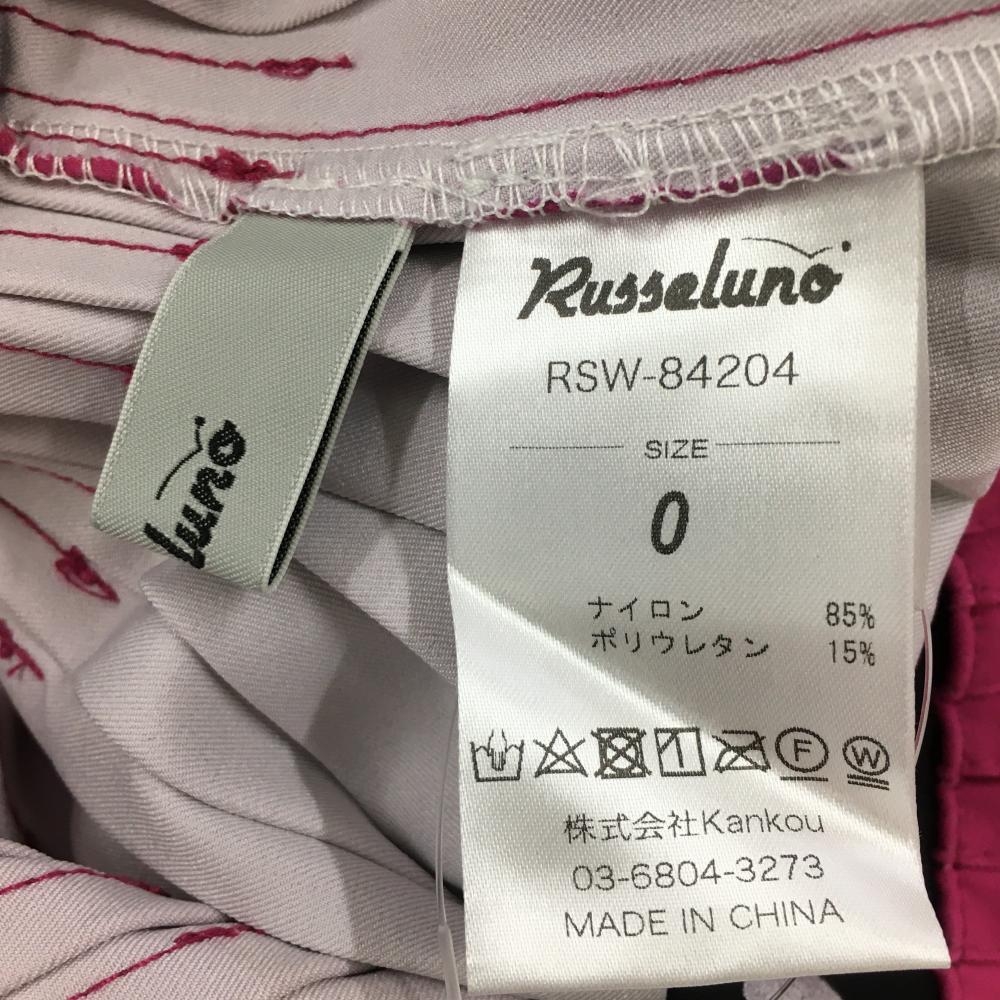 luno
Russeluno
RSW-84204
SIZE
0
ナイロン 85%
ポリウレタン 15%
F W
株式会社Kankou
03-6804-3273
MADE IN CHINA